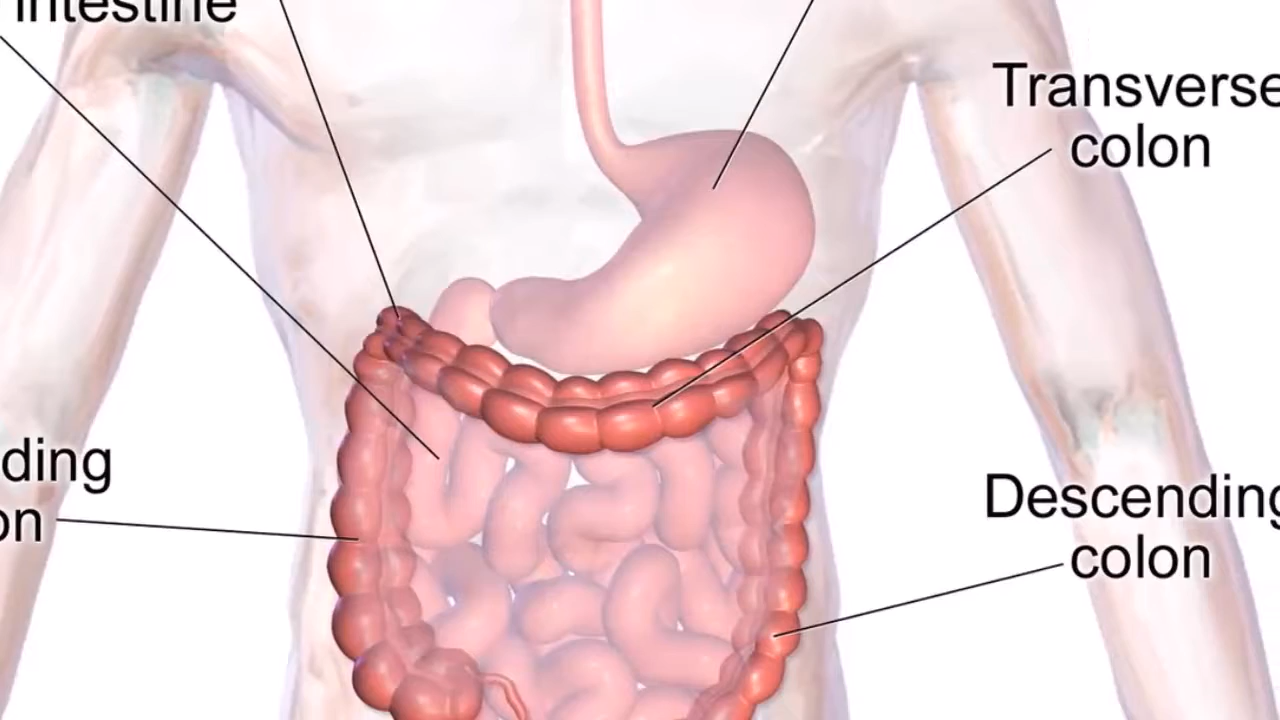 intestine
Transverse
colon
ding
on
Descending
colon